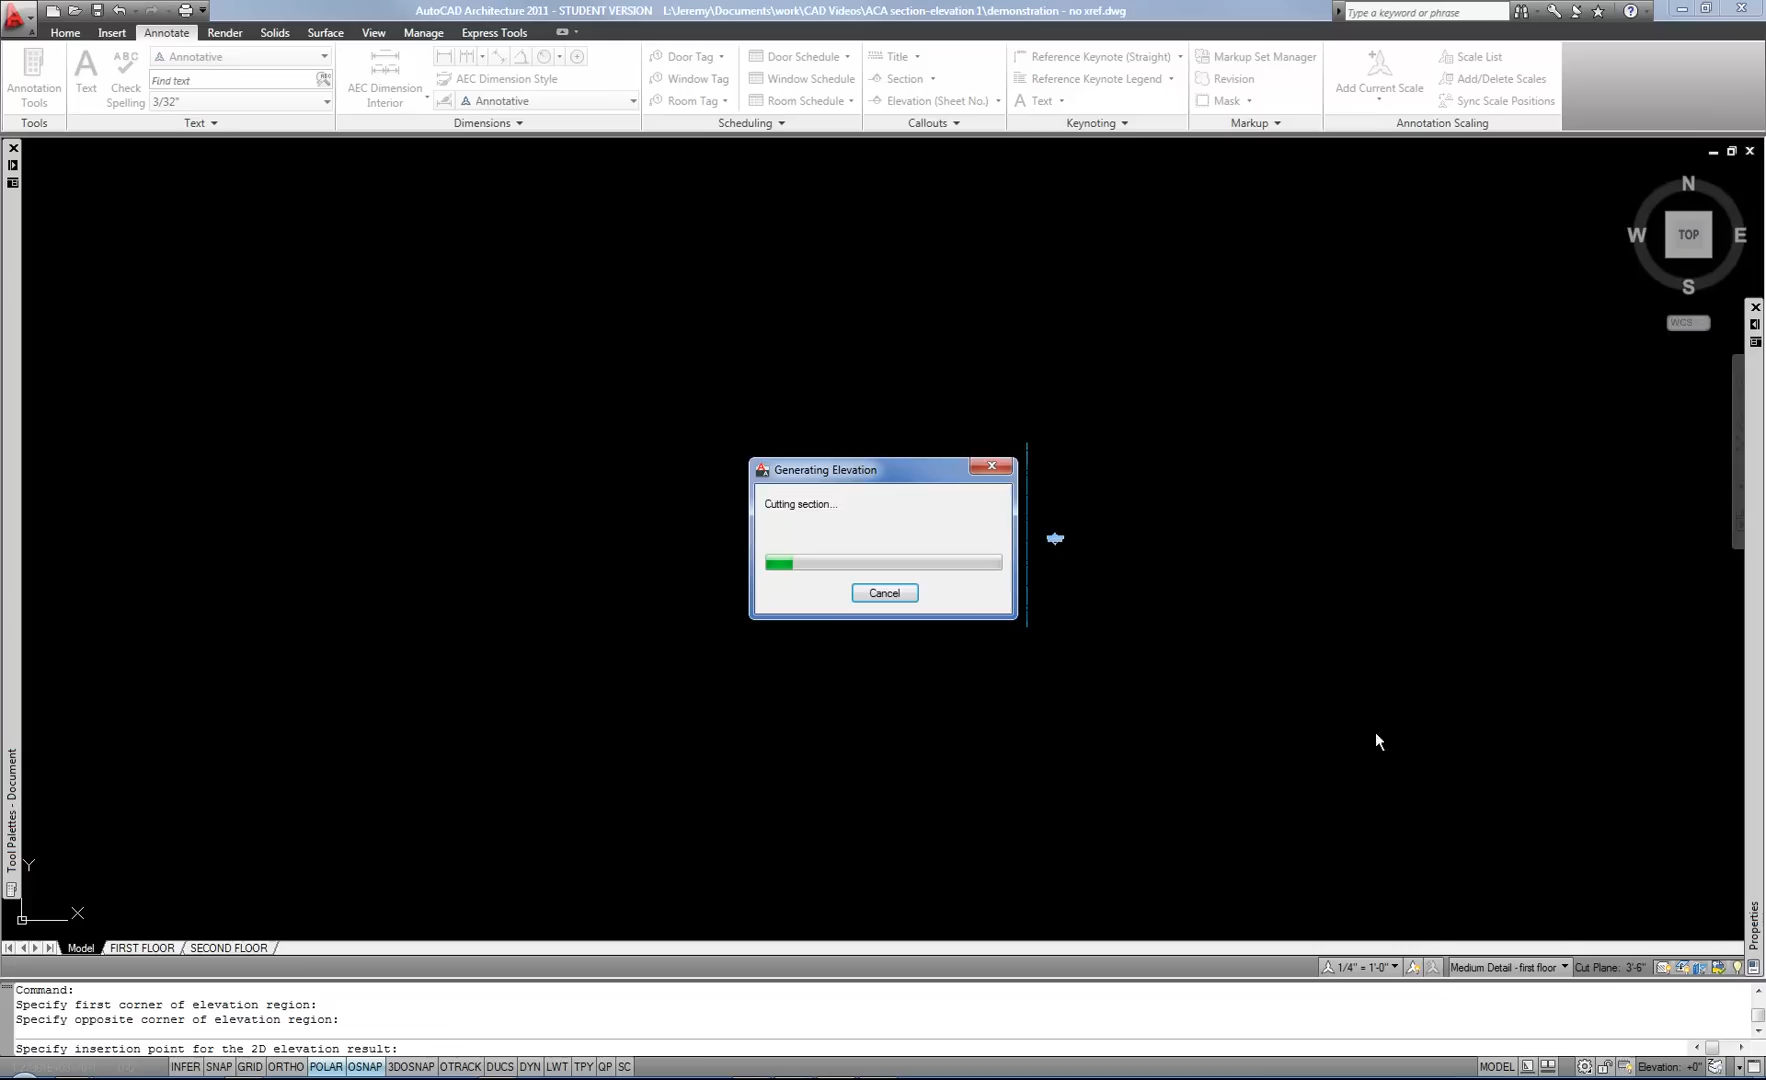 AutoCAD Architecture 2011 - STUDENT VERSION L:\Jeremy\Documents\work\CAD Videos\ACA section-elevation 1\demonstration - no xref.dwg
Type a keyword or phrase
Home Insert Annotate Render Solids Surface View Manage Express Tools
Annotation Tools
Tools
Text
ABC
Check Spelling
Annotative
Find text
3/32"
Text
AEC Dimension Interior
AEC Dimension Style
Annotative
Dimensions
Door Tag
Window Tag
Room Tag
Door Schedule
Window Schedule
Room Schedule
Scheduling
Title
Section
Elevation (Sheet No.)
Callouts
Reference Keynote (Straight)
Reference Keynote Legend
Text
Keynoting
Markup Set Manager
Revision
Mask
Markup
Add Current Scale
Scale List
Add/Delete Scales
Sync Scale Positions
Annotation Scaling
N
W TOP E
S
WCS
Generating Elevation
Cutting section...
Cancel
Tool Palettes - Document
Properties
Y
X
Model FIRST FLOOR SECOND FLOOR
1/4" = 1'-0" Medium Detail - first floor Cut Plane: 3'-6"
Command:
Specify first corner of elevation region:
Specify opposite corner of elevation region:
Specify insertion point for the 2D elevation result:
INFER SNAP GRID ORTHO POLAR OSNAP 3DOSNAP OTRACK DUCS DYN LWT TPY QP SC MODEL Elevation: +0"